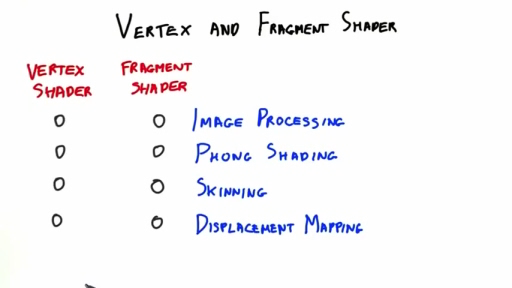 VERTEX AND FRAGMENT SHADER
VERTEX SHADER
FRAGMENT SHADER
O O IMAGE PROCESSING
O O PHONG SHADING
O O SKINNING
O O DISPLACEMENT MAPPING